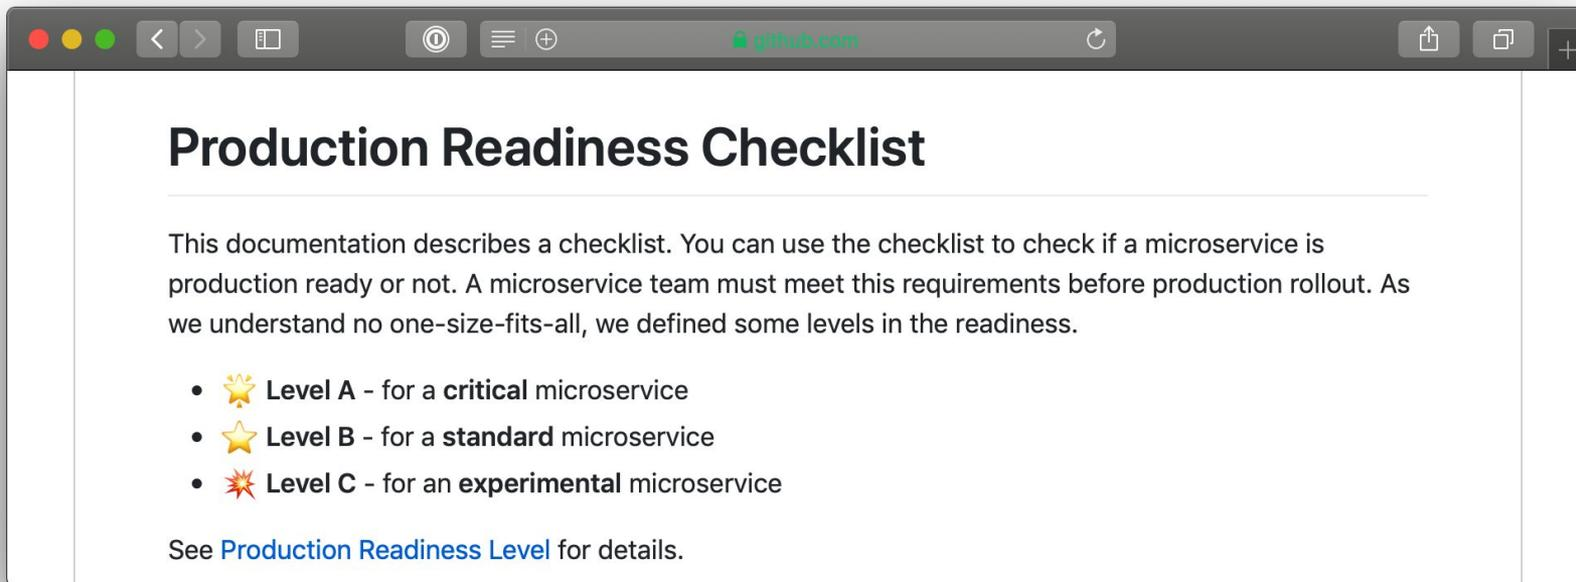 github.com
Production Readiness Checklist
This documentation describes a checklist. You can use the checklist to check if a microservice is
production ready or not. A microservice team must meet this requirements before production rollout. As
we understand no one-size-fits-all, we defined some levels in the readiness.
• 🌟 Level A - for a critical microservice
• ⭐ Level B - for a standard microservice
• 💥 Level C - for an experimental microservice
See Production Readiness Level for details.